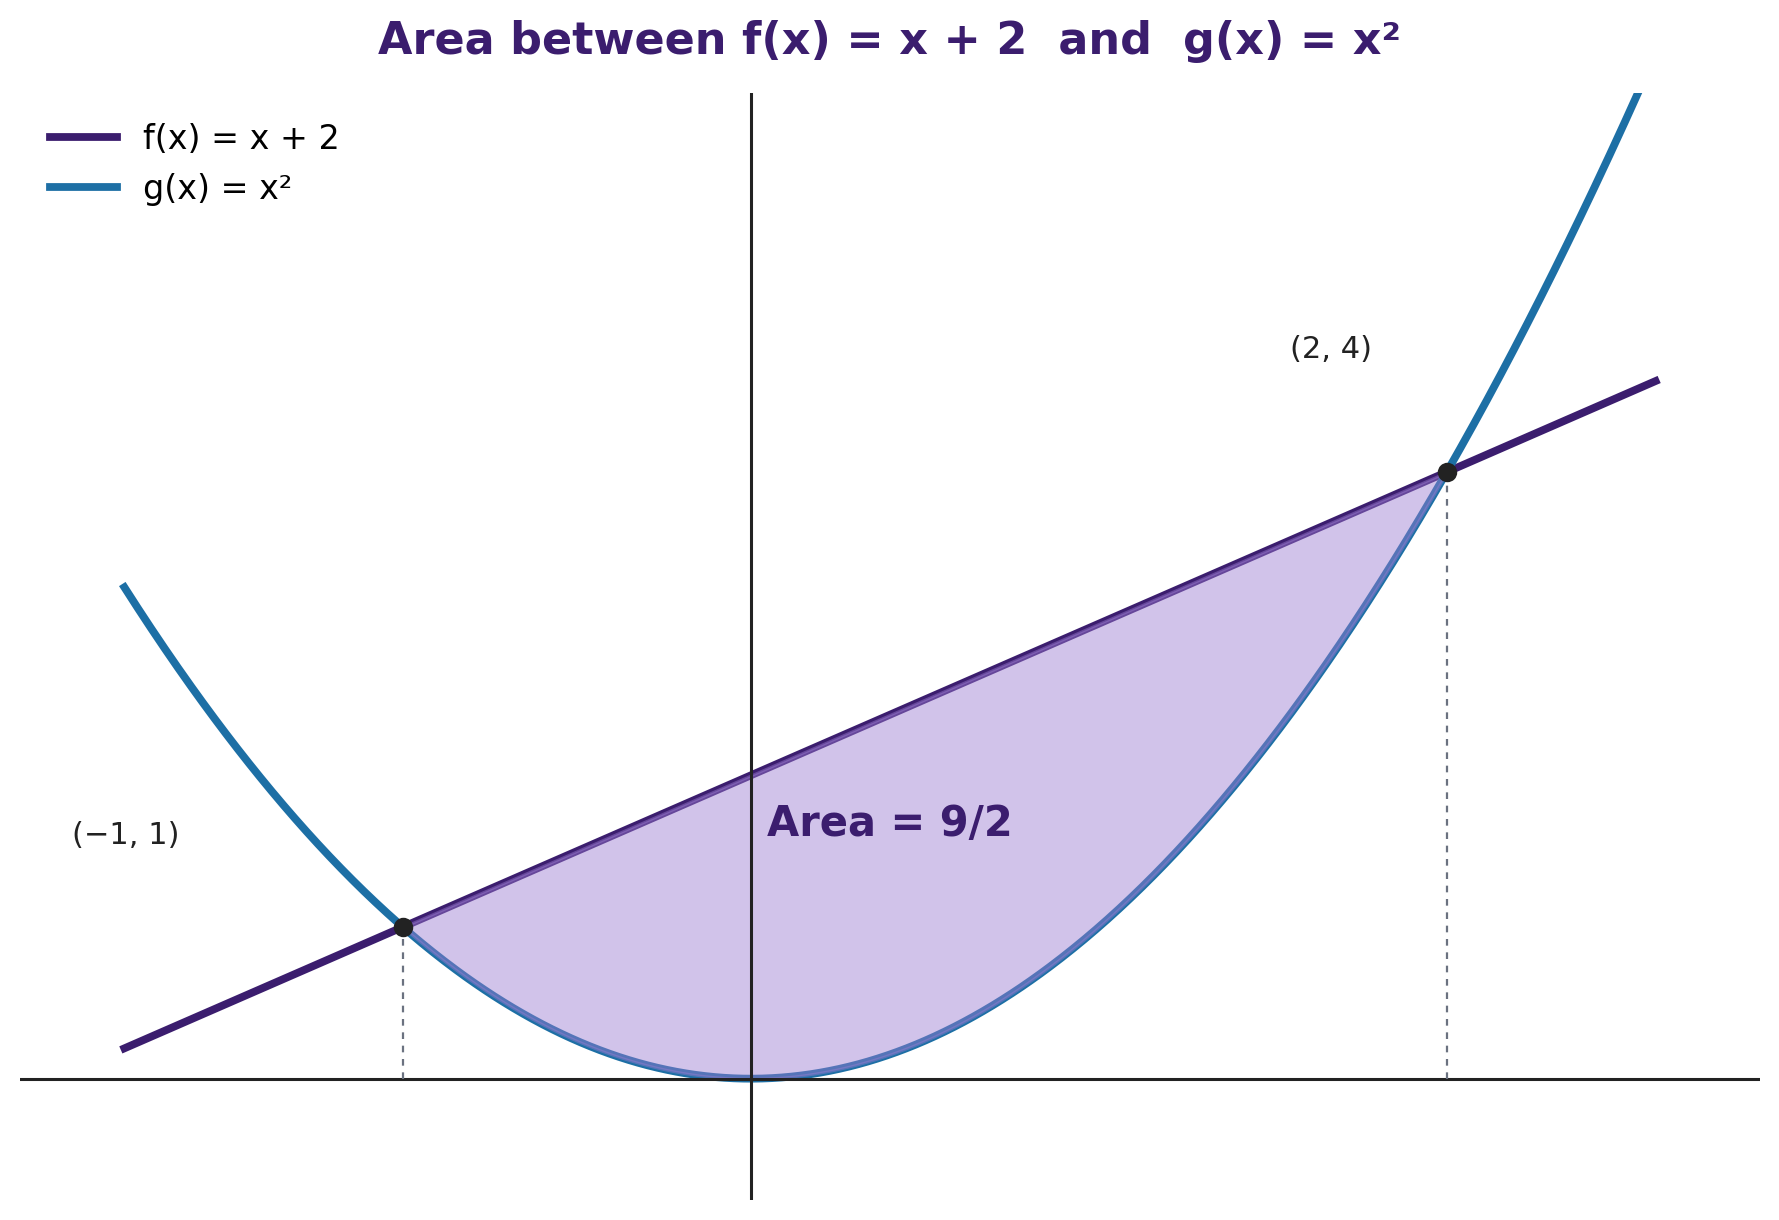 Area between f(x) = x + 2 and g(x) = x²
f(x) = x + 2
g(x) = x²
(2, 4)
Area = 9/2
(−1, 1)